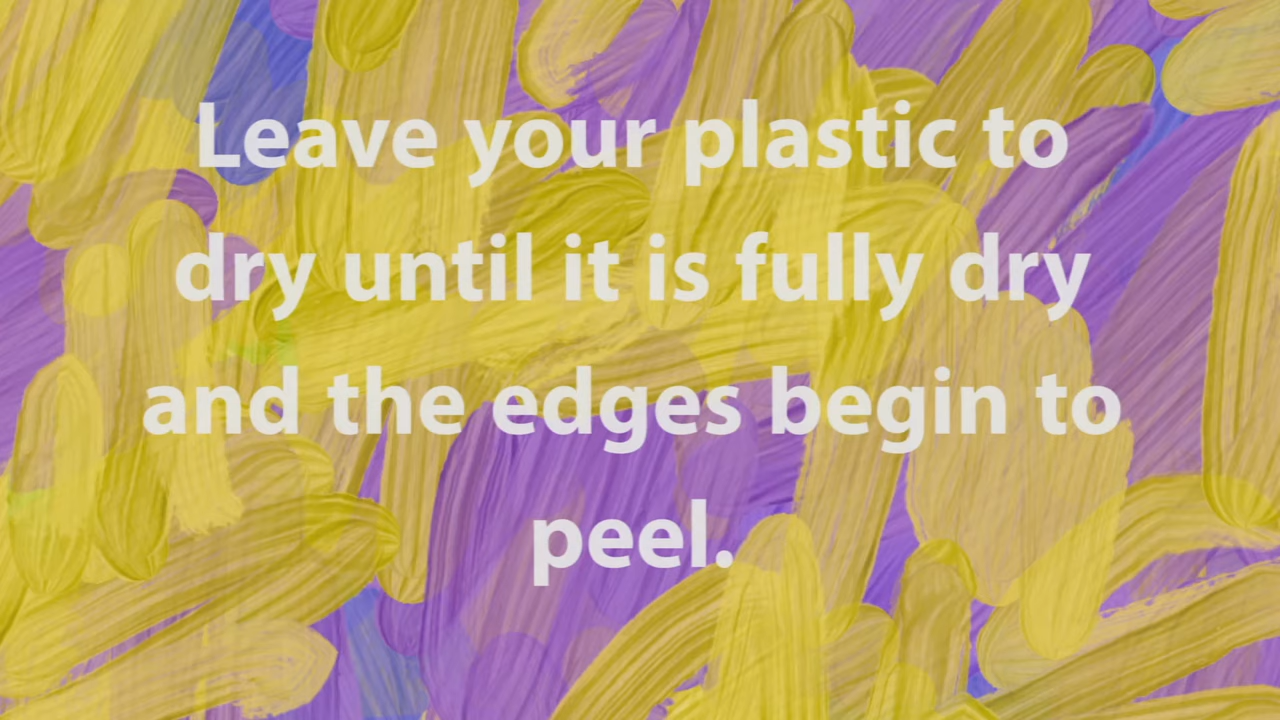 Leave your plastic to
dry until it is fully dry
and the edges begin to
peel.